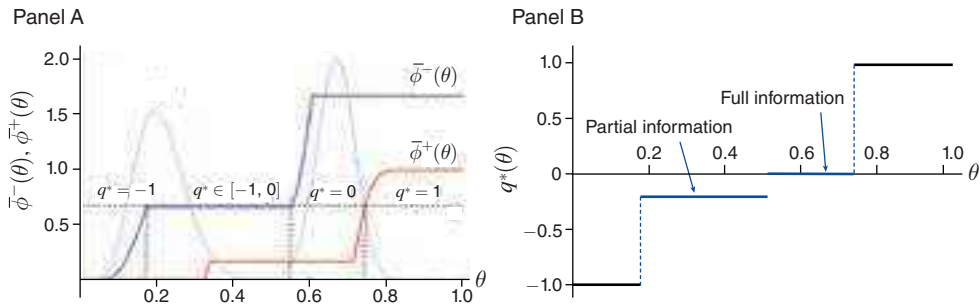 Panel A
Panel B
2.0
1.5
1.0
0.5
ϕ̅⁻(θ), ϕ̅⁺(θ)
ϕ̅⁻(θ)
ϕ̅⁺(θ)
q* = −1
q* ∈ [−1, 0]
q* = 0
q* = 1
0.2 0.4 0.6 0.8 1.0
θ
1.0
0.5
0
−0.5
−1.0
q*(θ)
Full information
Partial information
0.2 0.4 0.6 0.8 1.0
θ